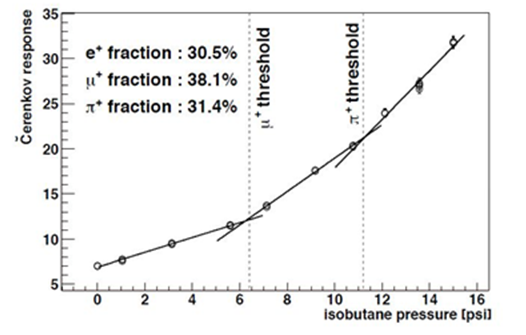 Čerenkov response
35
30
25
20
15
10
5
e⁺ fraction : 30.5%
μ⁺ fraction : 38.1%
π⁺ fraction : 31.4%
μ⁺ threshold
π⁺ threshold
0 2 4 6 8 10 12 14 16
isobutane pressure [psi]